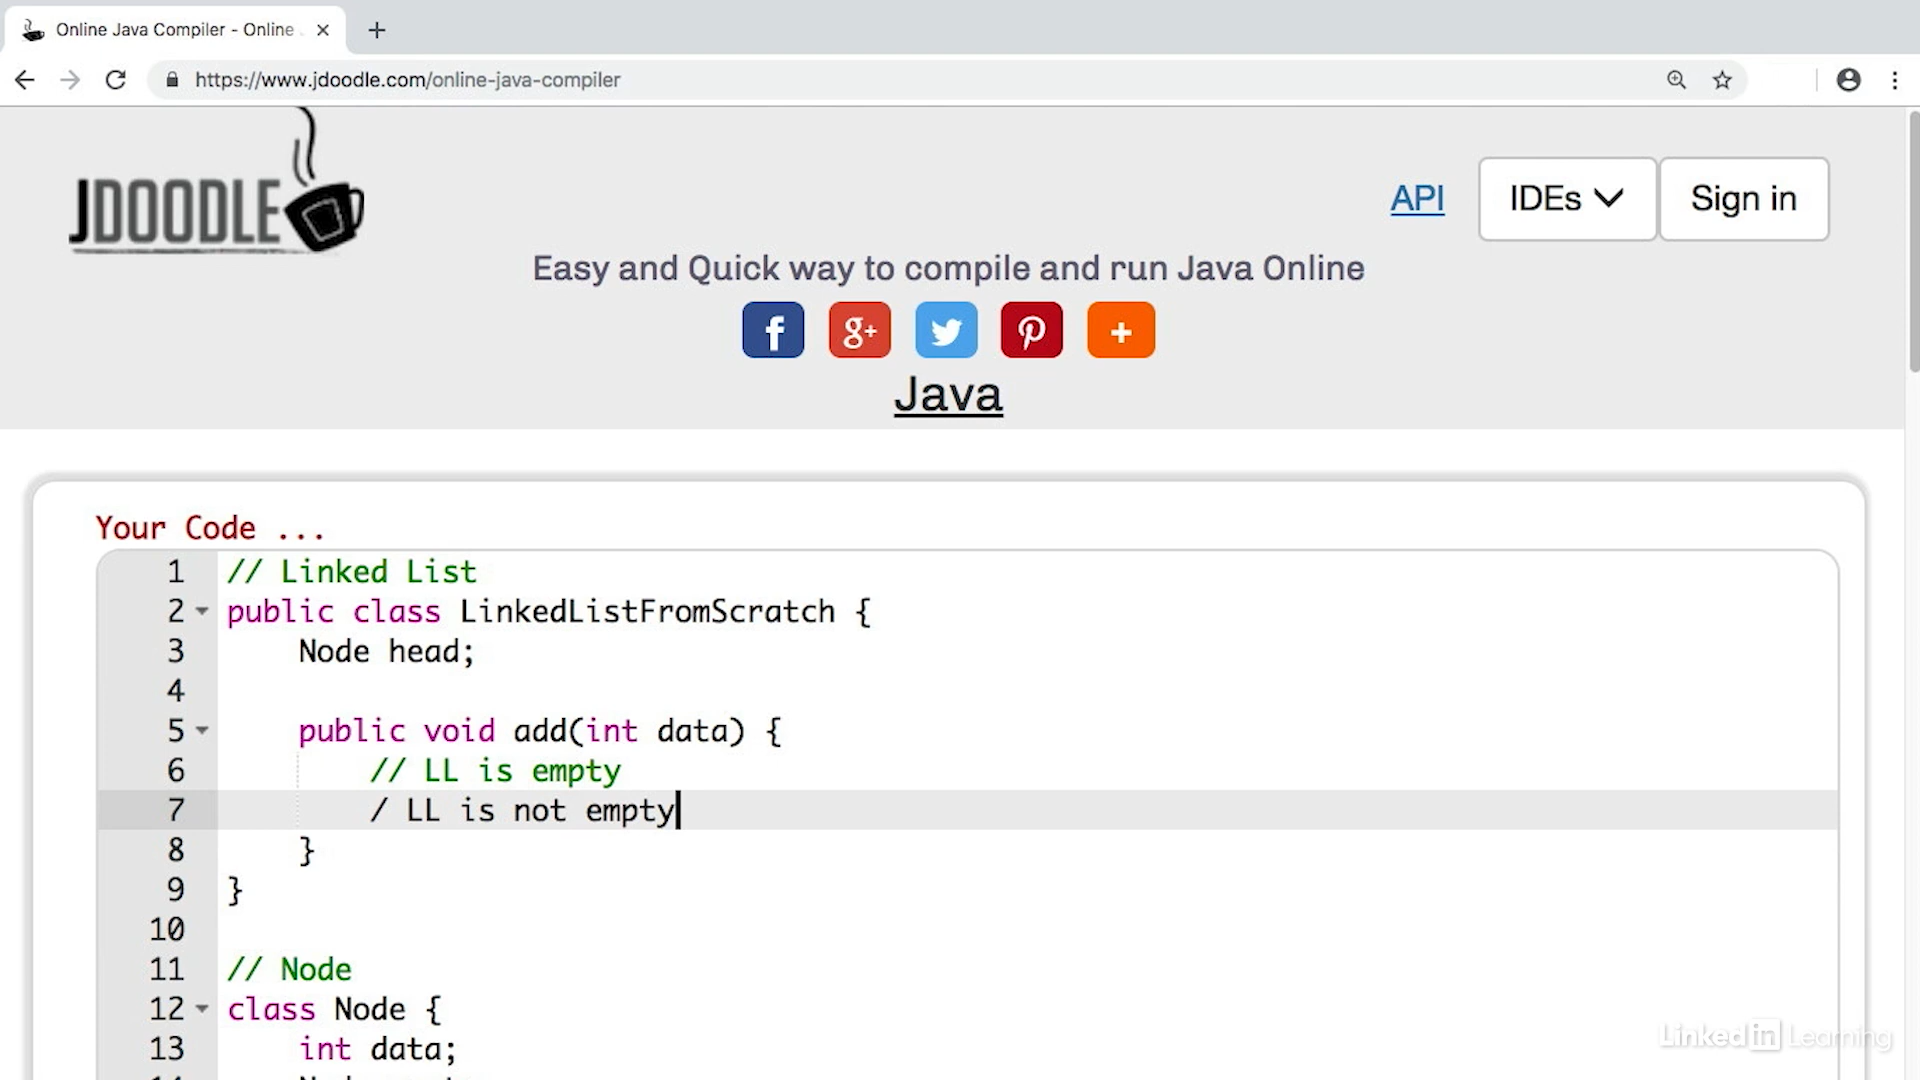 Online Java Compiler - Online
https://www.jdoodle.com/online-java-compiler
JDOODLE
API
IDEs
Sign in
Easy and Quick way to compile and run Java Online
f
g+
+
Java
Your Code ...
1 // Linked List
2 public class LinkedListFromScratch {
3 Node head;
4
5 public void add(int data) {
6 // LL is empty
7 / LL is not empty
8 }
9 }
10
11 // Node
12 class Node {
13 int data;
LinkedIn Learning